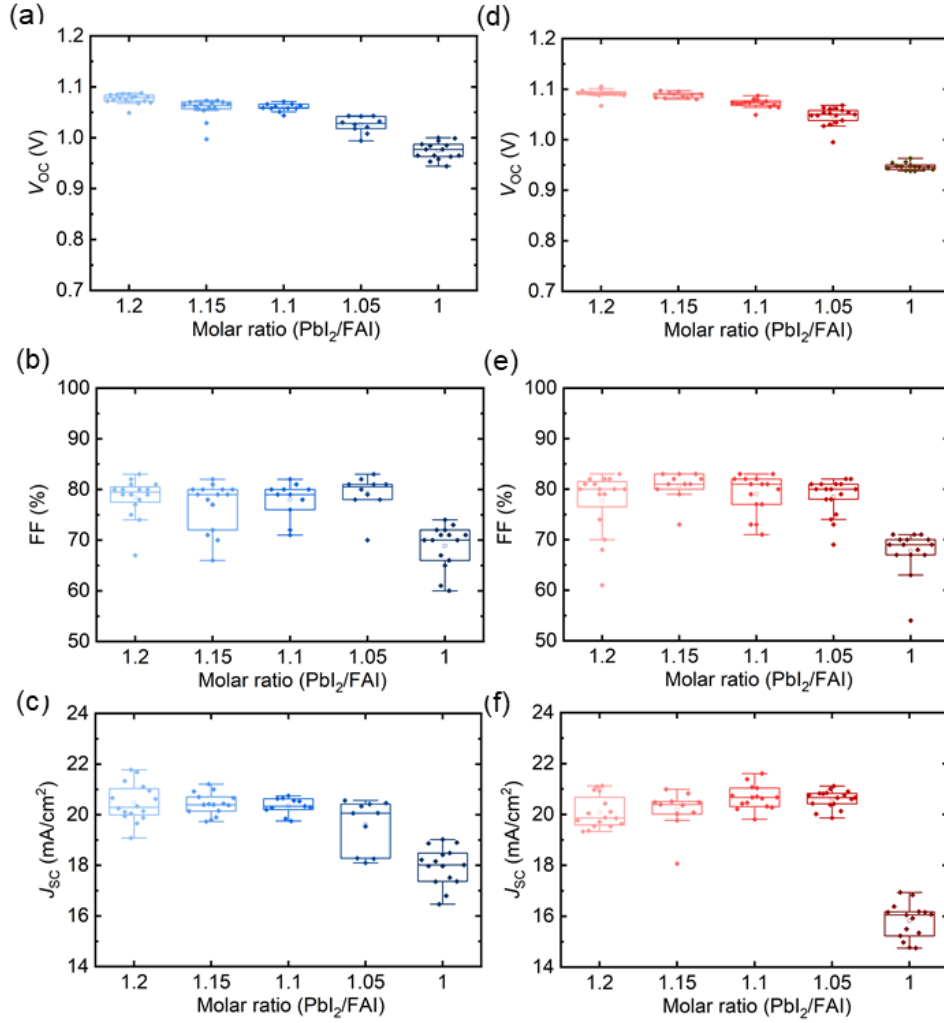 (a)
1.2
1.1
1.0
0.9
0.8
0.7
V_OC (V)
1.2 1.15 1.1 1.05 1
Molar ratio (PbI₂/FAI)
(d)
1.2
1.1
1.0
0.9
0.8
0.7
V_OC (V)
1.2 1.15 1.1 1.05 1
Molar ratio (PbI₂/FAI)
(b)
100
90
80
70
60
50
FF (%)
1.2 1.15 1.1 1.05 1
Molar ratio (PbI₂/FAI)
(e)
100
90
80
70
60
50
FF (%)
1.2 1.15 1.1 1.05 1
Molar ratio (PbI₂/FAI)
(c)
24
22
20
18
16
14
J_SC (mA/cm²)
1.2 1.15 1.1 1.05 1
Molar ratio (PbI₂/FAI)
(f)
24
22
20
18
16
14
J_SC (mA/cm²)
1.2 1.15 1.1 1.05 1
Molar ratio (PbI₂/FAI)